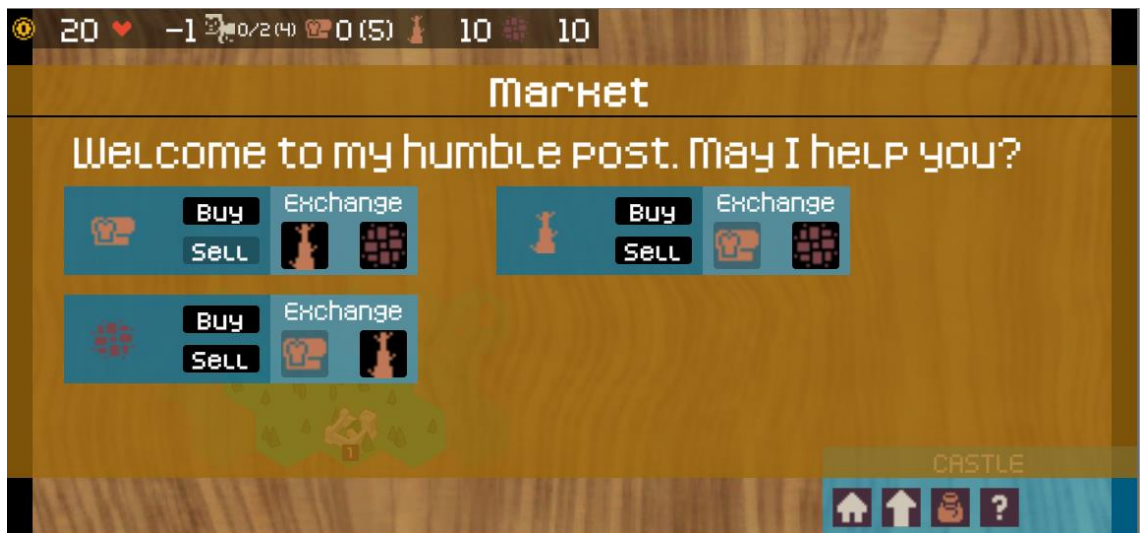 20 -1 0/2(4) 0 (5) 10 10
Market
Welcome to my humble post. May I help you?
Buy Exchange
Sell
Buy Exchange
Sell
Buy Exchange
Sell
1
CASTLE
?